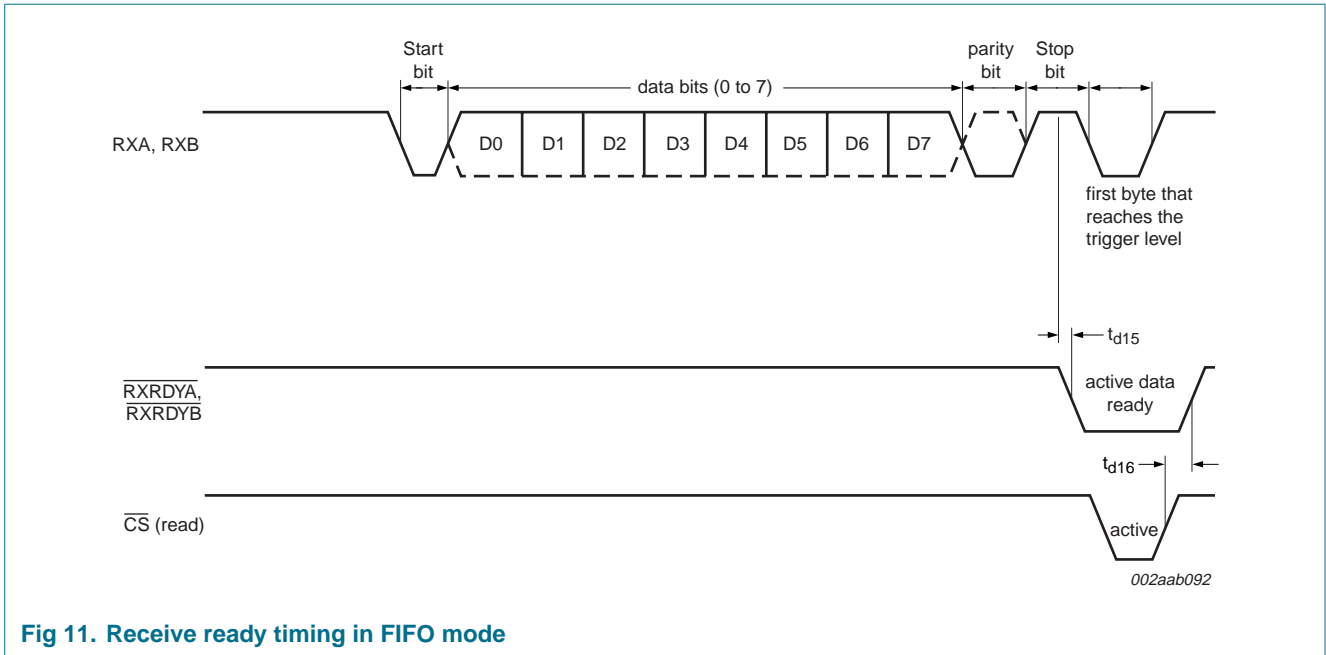 Start
bit
data bits (0 to 7)
parity
bit
Stop
bit
RXA, RXB
D0 D1 D2 D3 D4 D5 D6 D7
first byte that
reaches the
trigger level
td15
RXRDYA,
RXRDYB
active data
ready
td16
CS (read)
active
002aab092
Fig 11. Receive ready timing in FIFO mode